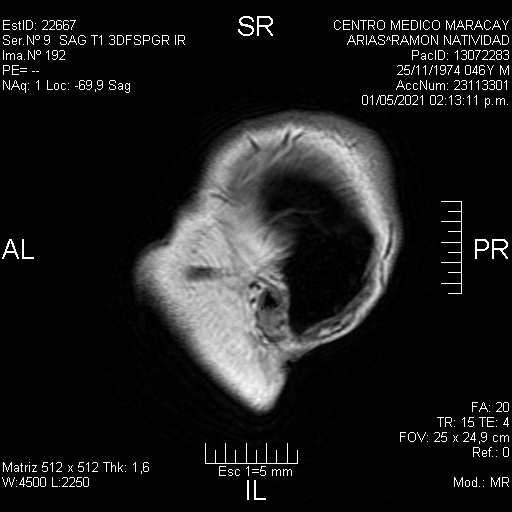 EstID: 22667
Ser.Nº 9 SAG T1 3DFSPGR IR
Ima.Nº 192
PE= --
NAq: 1 Loc: -69,9 Sag
SR
CENTRO MEDICO MARACAY
ARIAS^RAMON NATIVIDAD
PacID: 13072283
25/11/1974 046Y M
AccNum: 23113301
01/05/2021 02:13:11 p.m.
AL
PR
FA: 20
TR: 15 TE: 4
FOV: 25 x 24,9 cm
Ref.: 0
Matriz 512 x 512 Thk: 1,6
W:4500 L:2250
Esc 1=5 mm
IL
Mod.: MR